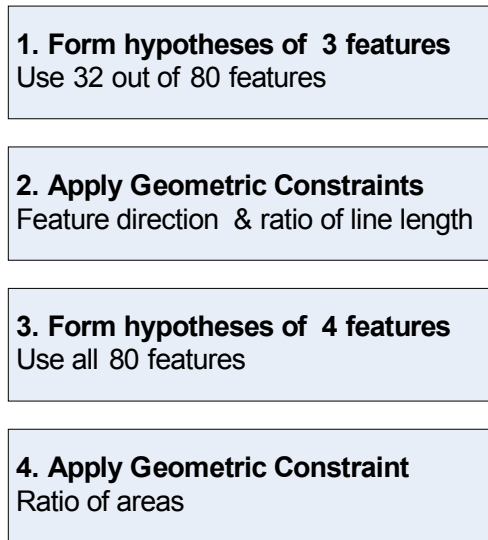 1. Form hypotheses of 3 features
Use 32 out of 80 features
2. Apply Geometric Constraints
Feature direction & ratio of line length
3. Form hypotheses of 4 features
Use all 80 features
4. Apply Geometric Constraint
Ratio of areas